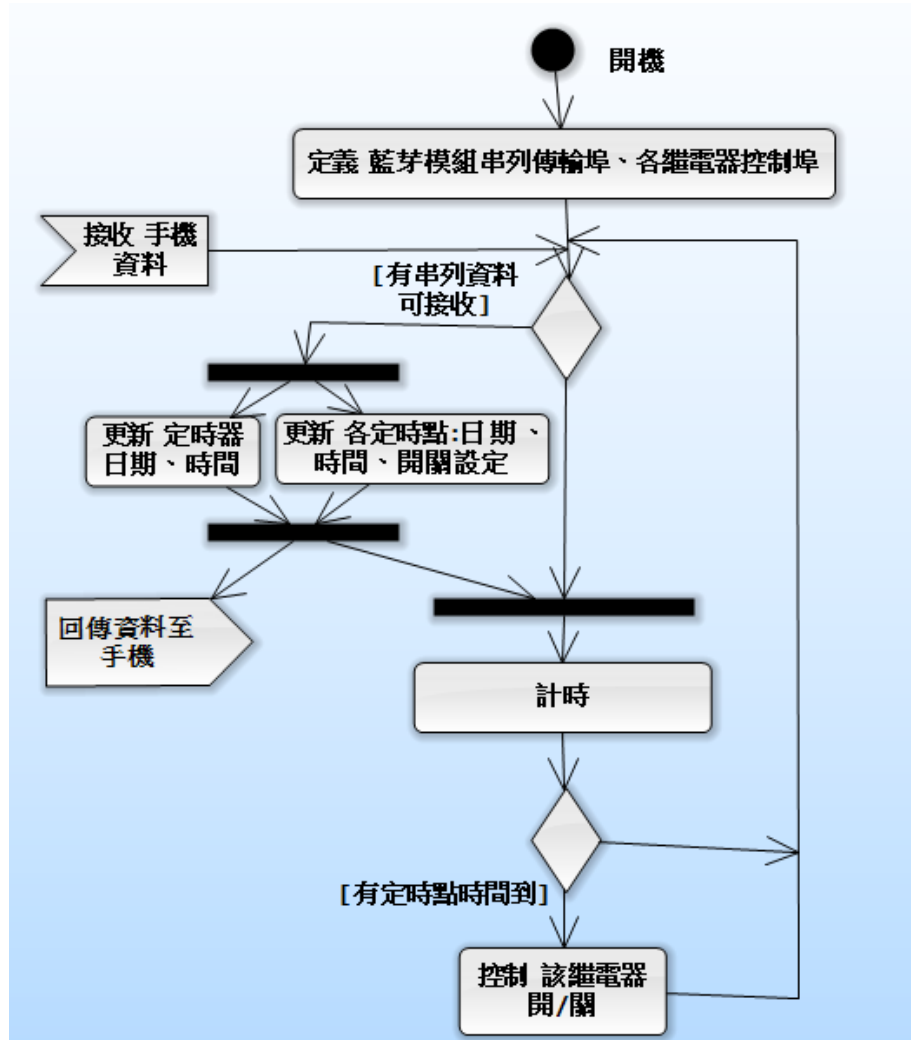 開機
定義 藍芽模組串列傳輸埠、各繼電器控制埠
接收 手機
資料
[有串列資料
可接收]
更新 定時器
日期、時間
更新 各定時點:日期、
時間、開關設定
回傳資料至
手機
計時
[有定時點時間到]
控制 該繼電器
開/關